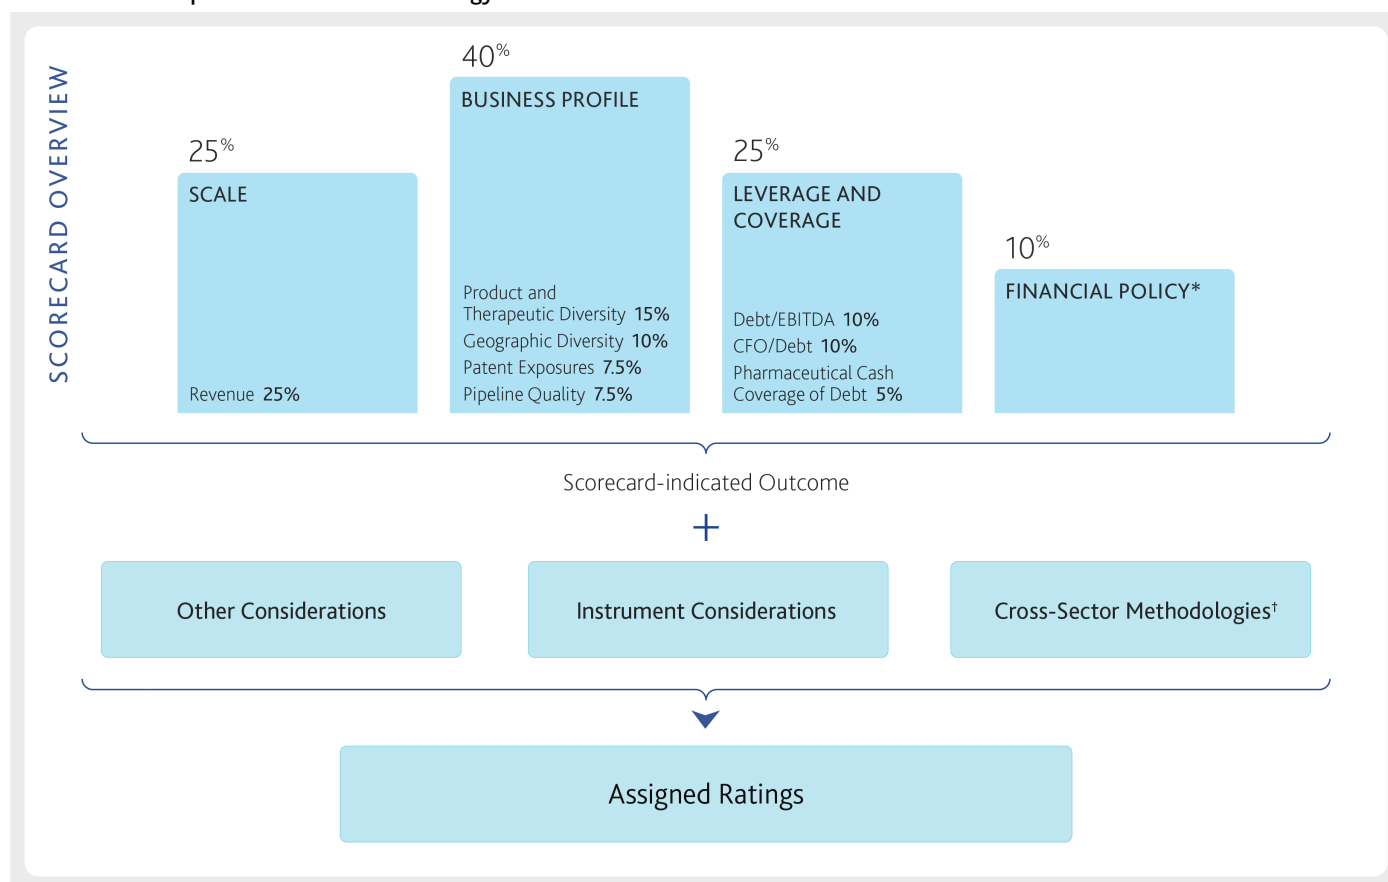 SCORECARD OVERVIEW
25%
SCALE
Revenue 25%
40%
BUSINESS PROFILE
Product and
Therapeutic Diversity 15%
Geographic Diversity 10%
Patent Exposures 7.5%
Pipeline Quality 7.5%
25%
LEVERAGE AND
COVERAGE
Debt/EBITDA 10%
CFO/Debt 10%
Pharmaceutical Cash
Coverage of Debt 5%
10%
FINANCIAL POLICY*
Scorecard-indicated Outcome
+
Other Considerations
Instrument Considerations
Cross-Sector Methodologies†
Assigned Ratings